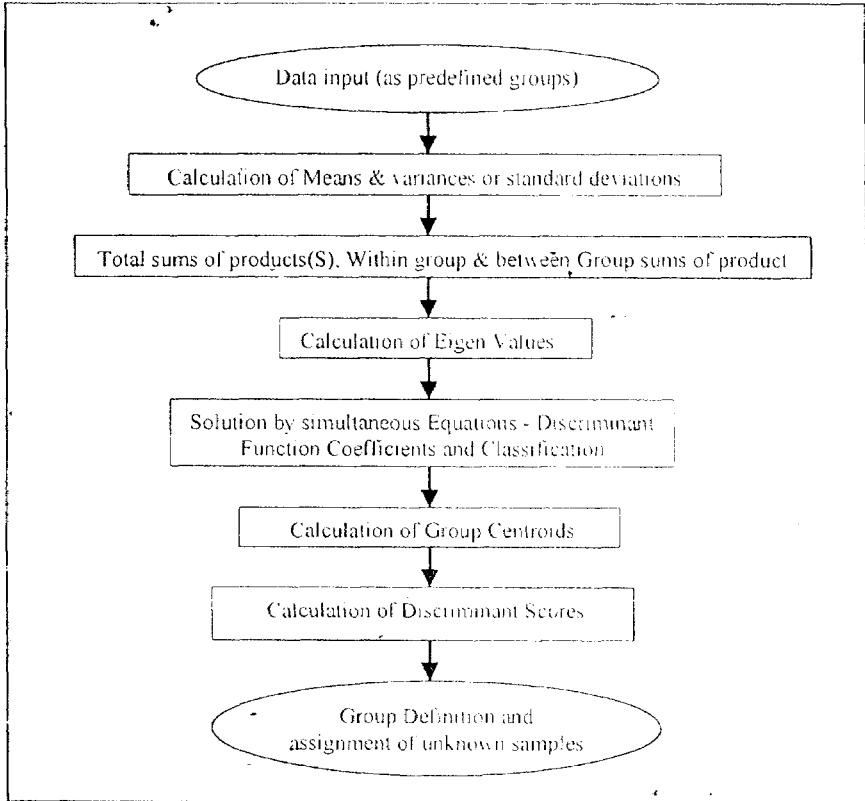 Data input (as predefined groups)
Calculation of Means & variances or standard deviations
Total sums of products(S), Within group & between Group sums of product
Calculation of Eigen Values
Solution by simultaneous Equations - Discriminant
Function Coefficients and Classification
Calculation of Group Centroids
Calculation of Discriminant Scores
Group Definition and
assignment of unknown samples